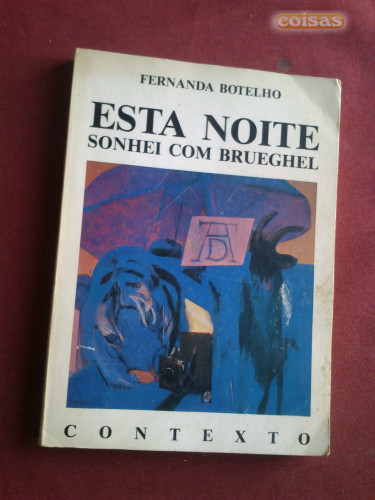 coisas
FERNANDA BOTELHO
ESTA NOITE
SONHEI COM BRUEGHEL
AD
CONTEXTO